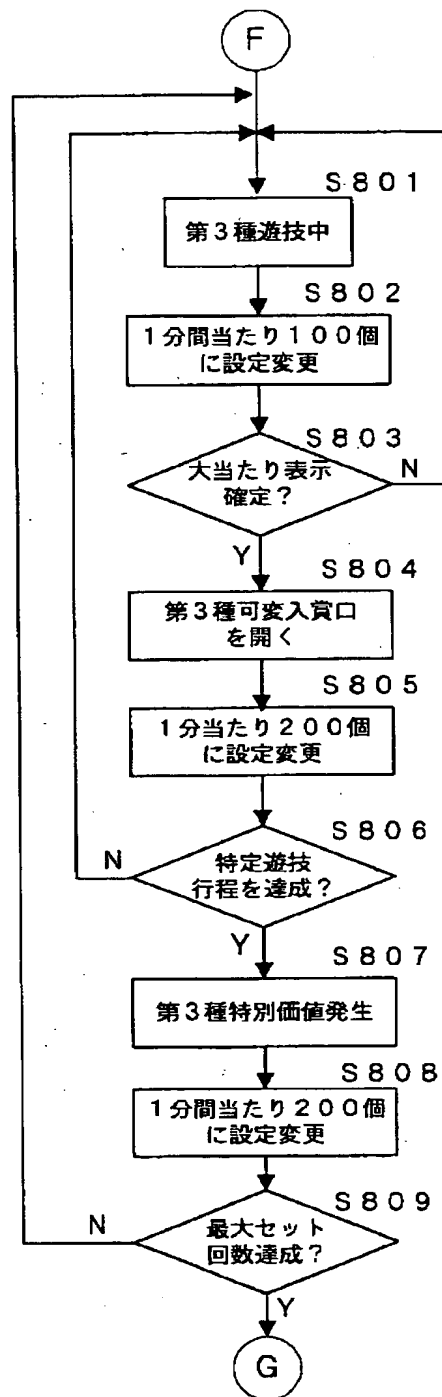 F
S801
第3種遊技中
S802
1分間当たり100個
に設定変更
S803
大当たり表示
確定?
N
Y
S804
第3種可変入賞口
を開く
S805
1分当たり200個
に設定変更
S806
特定遊技
行程を達成?
N
Y
S807
第3種特別価値発生
S808
1分間当たり200個
に設定変更
S809
最大セット
回数達成?
N
Y
G